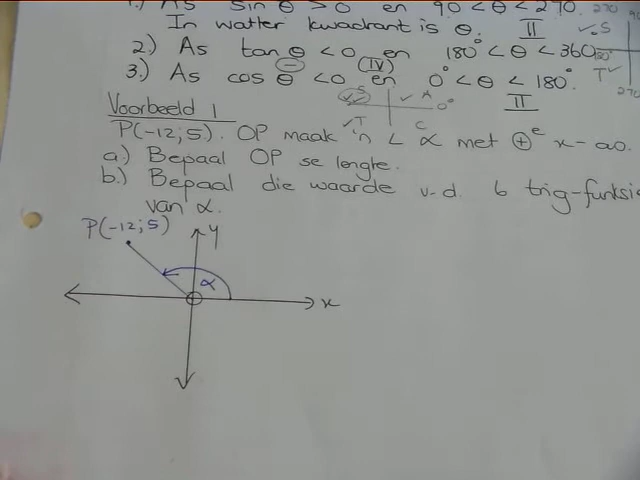 1.) As sin θ > 0 en 90° < θ < 270°.
In watter kwadrant is θ. II
2.) As tan θ < 0 en 180° < θ < 360
(IV)
3.) As cos θ < 0 en 0° < θ < 180°.
II
Voorbeeld 1
P(-12;5). OP maak 'n < α met ⊕e x-as.
a.) Bepaal OP se lengte.
b.) Bepaal die waarde v.d. 6 trig-funksi
van α.
P(-12;5)
y
α
x